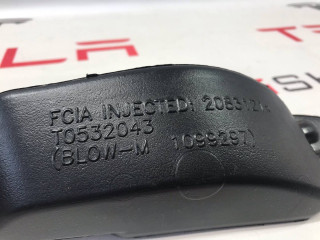 FCIA INJECTED:
T0532043
(BLOW-M 1099297)